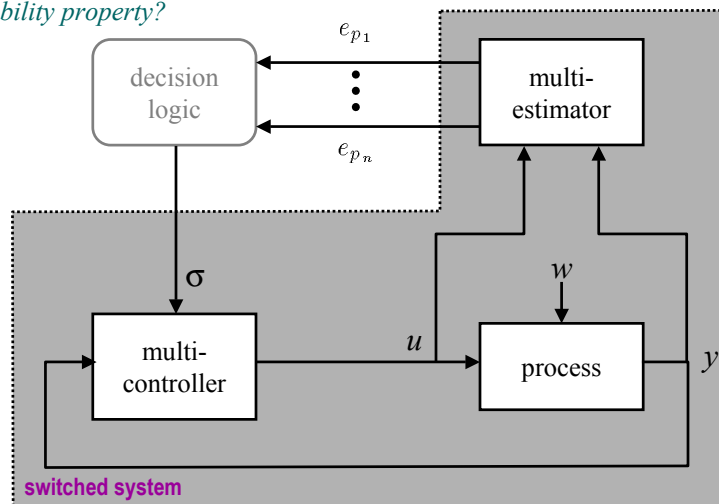 bility property?
e_{p_1}
decision
logic
multi-
estimator
e_{p_n}
σ
w
multi-
controller
u
process
y
switched system